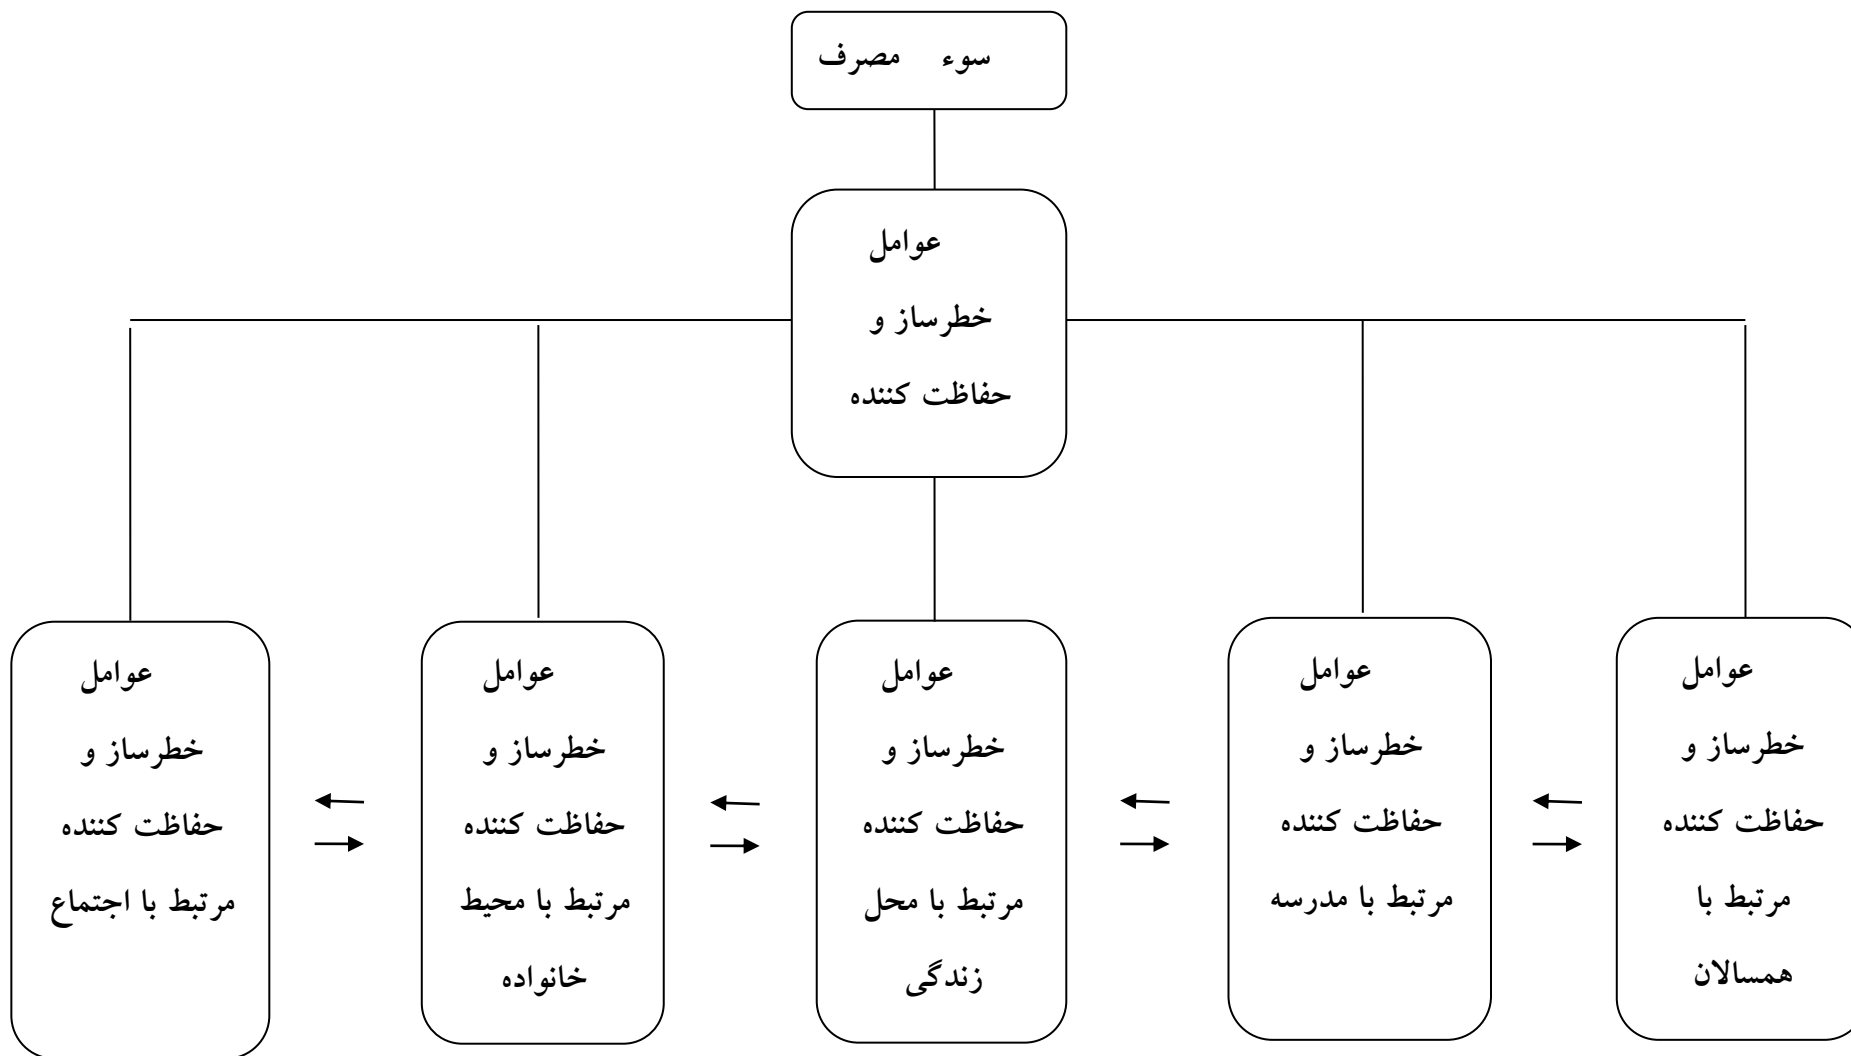 سوء مصرف
عوامل
خطرساز و
حفاظت کننده
عوامل
خطرساز و
حفاظت کننده
مرتبط با
همسالان
عوامل
خطرساز و
حفاظت کننده
مرتبط با مدرسه
عوامل
خطرساز و
حفاظت کننده
مرتبط با محل
زندگی
عوامل
خطرساز و
حفاظت کننده
مرتبط با محیط
خانواده
عوامل
خطرساز و
حفاظت کننده
مرتبط با اجتماع